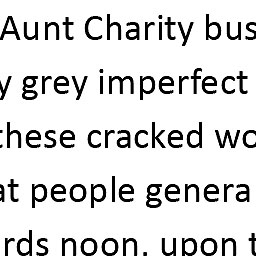 Aunt Charity bus
y grey imperfect
these cracked wo
at people genera
rds noon, upon t